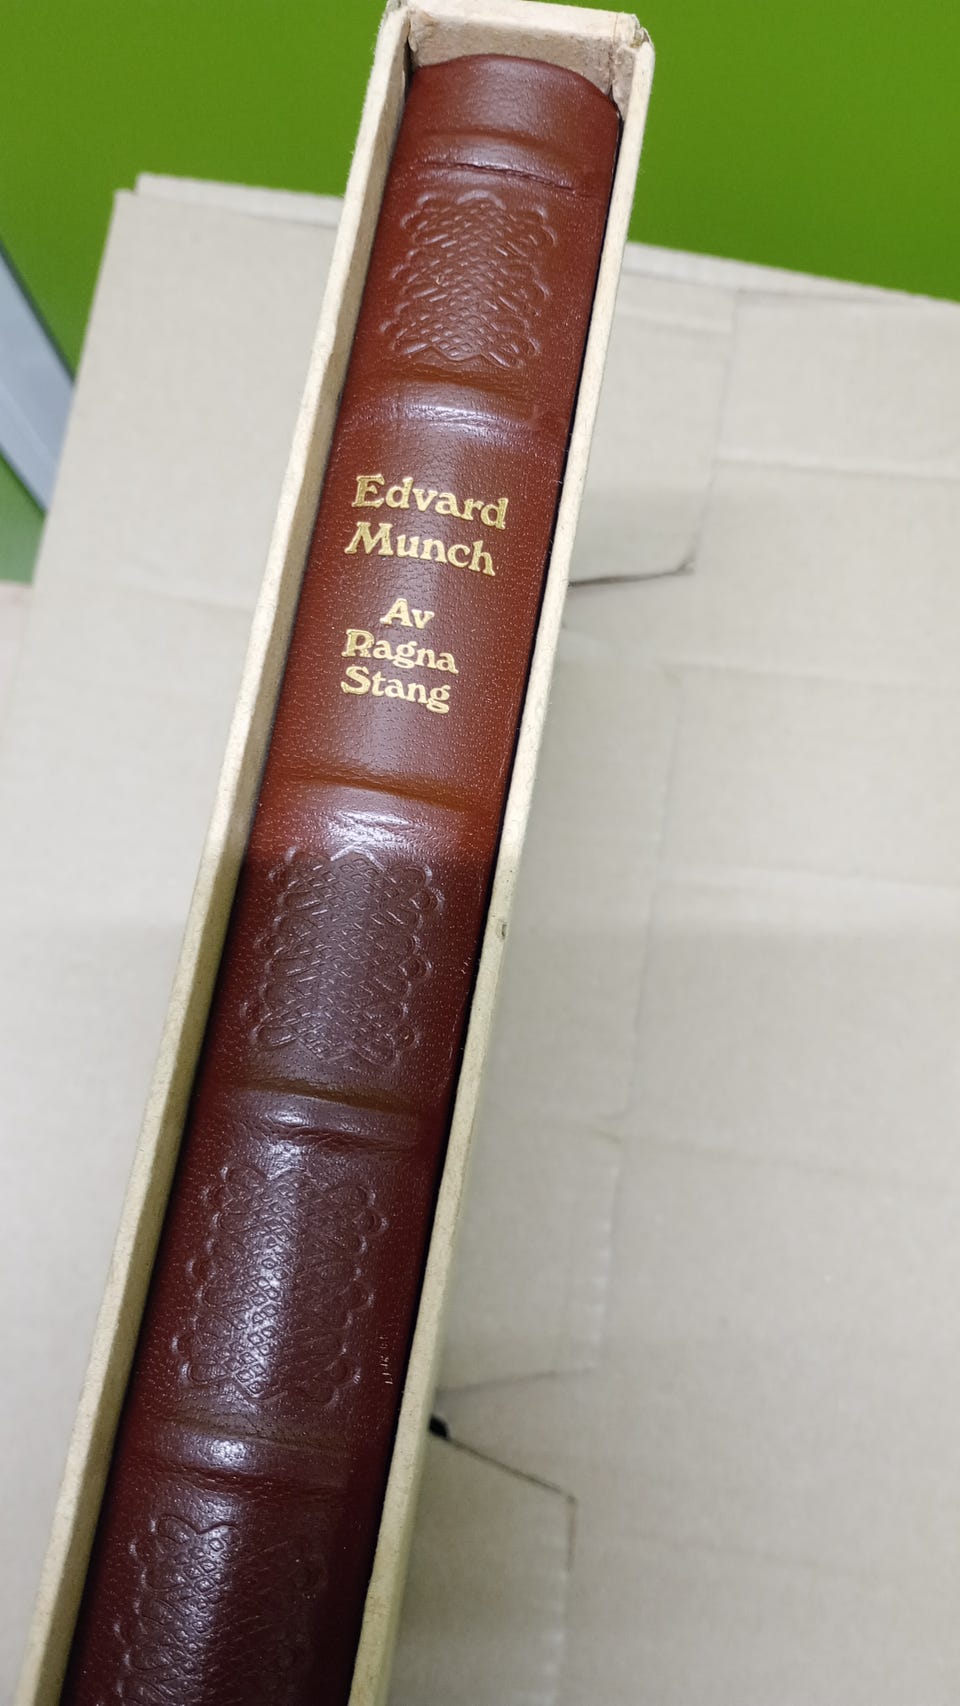 Edvard
Munch
Av
Ragna
Stang